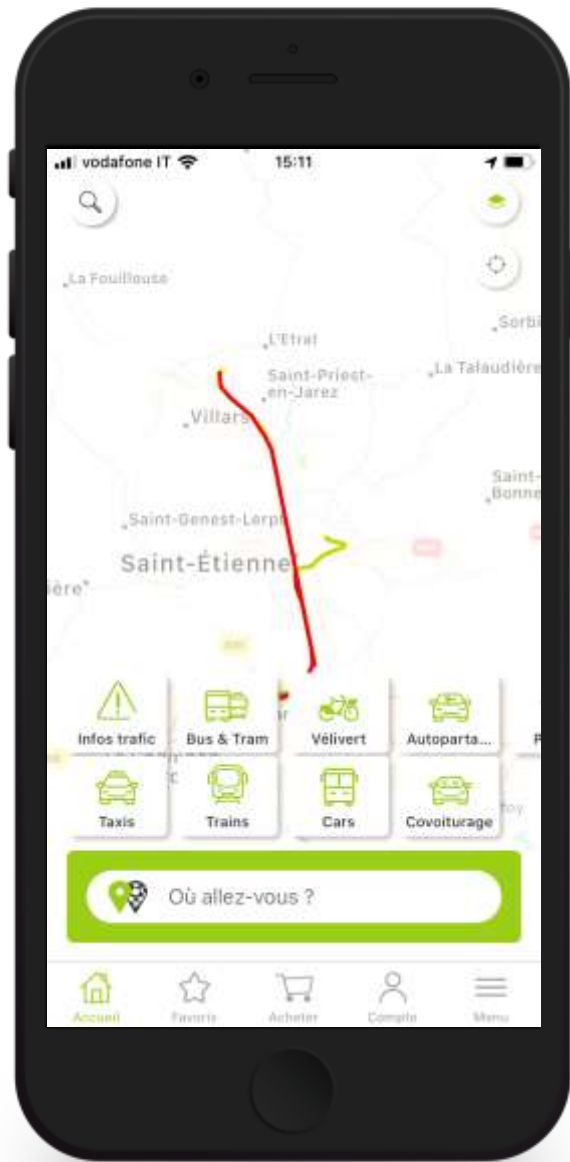 vodafone IT
15:11
La Fouillouse
L'Etrat
Sorbi
Saint-Priest-
en-Jarez
La Talaudière
Villars
Saint-
Bonne
Saint-Genest-Lerpt
Saint-Étienne
ière
Infos trafic
Bus & Tram
Vélivert
Autoparta...
P
Taxis
Trains
Cars
Covoiturage
Où allez-vous ?
Accueil
Favoris
Acheter
Compte
Menu